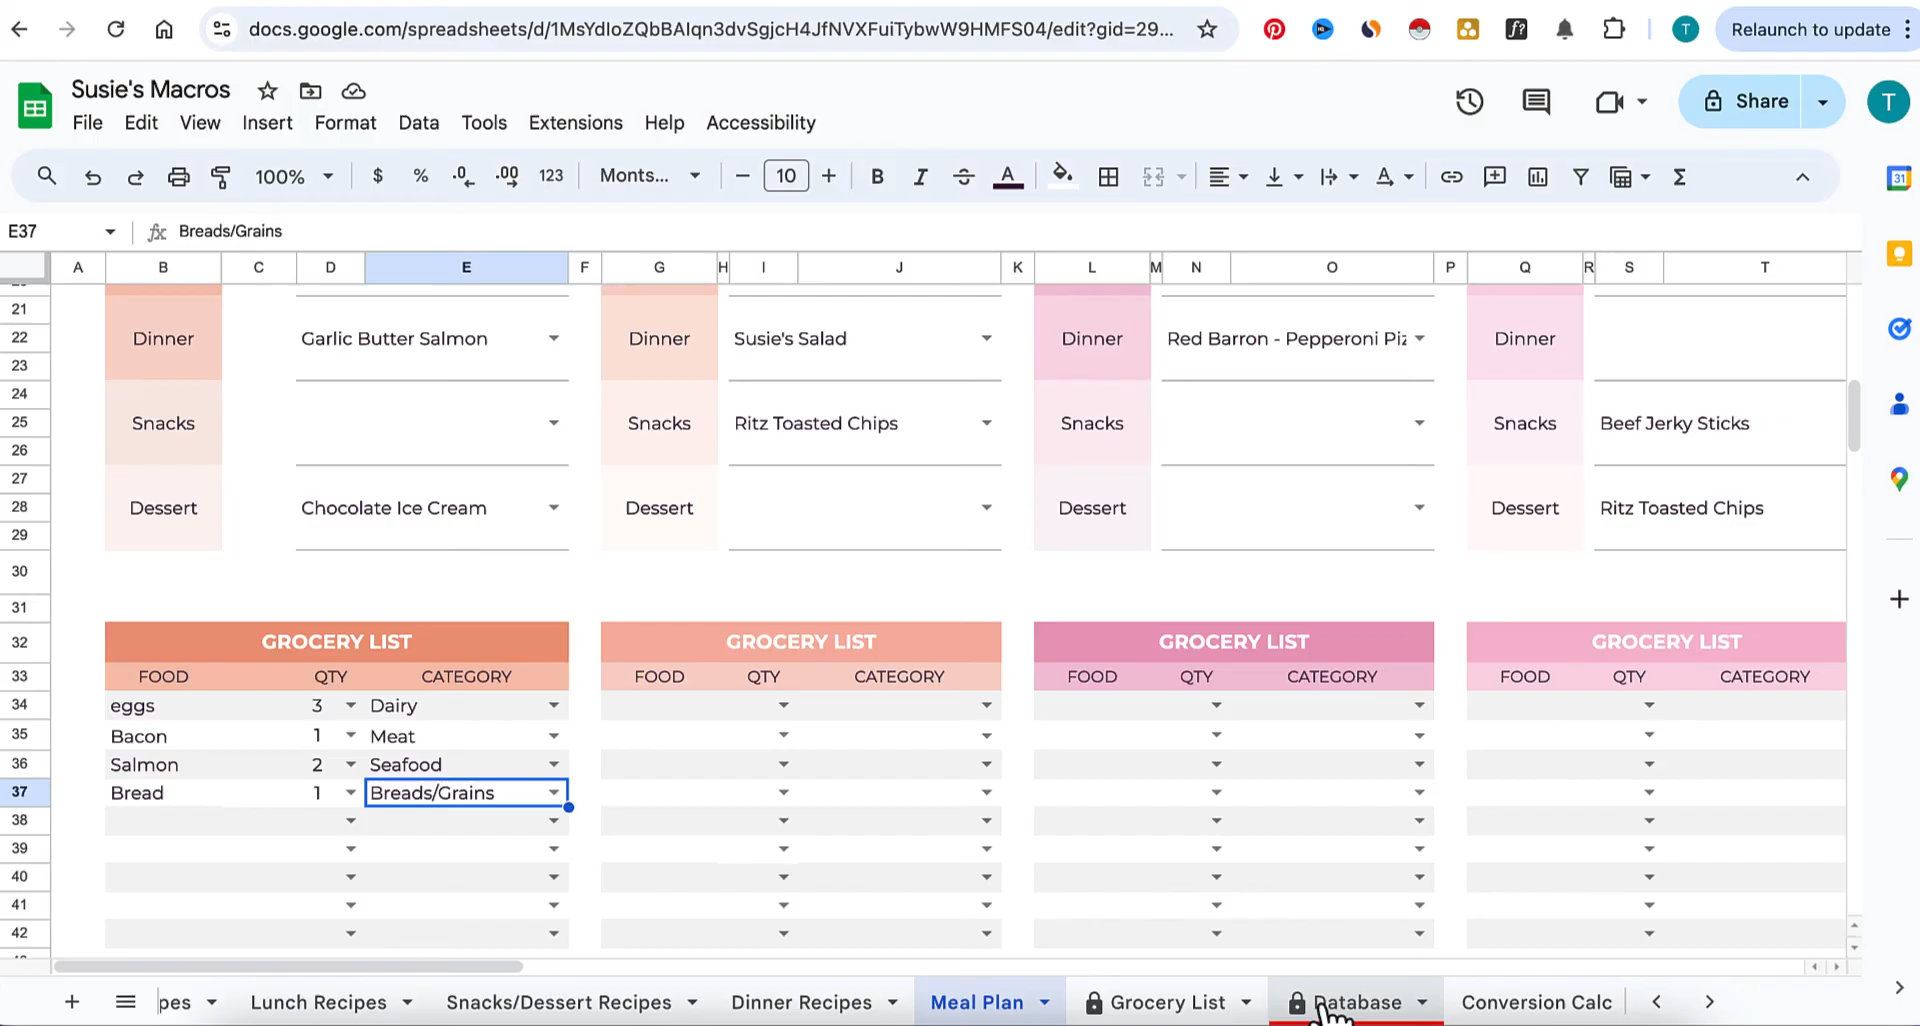 docs.google.com/spreadsheets/d/1MsYdIoZQbBAIqn3dvSgjcH4JfNVXFuiTybwW9HMFS04/edit?gid=29...
T
Relaunch to update
Susie's Macros
File Edit View Insert Format Data Tools Extensions Help Accessibility
Share
T
100% $ % .0 .00 123 Monts... 10 B I A
31
E37 fx Breads/Grains
A B C D E F G H I J K L M N O P Q R S T
21
22 Dinner Garlic Butter Salmon Dinner Susie's Salad Dinner Red Barron - Pepperoni Piz Dinner
23
24
25 Snacks Snacks Ritz Toasted Chips Snacks Snacks Beef Jerky Sticks
26
27
28 Dessert Chocolate Ice Cream Dessert Dessert Dessert Ritz Toasted Chips
29
30
31
32 GROCERY LIST GROCERY LIST GROCERY LIST GROCERY LIST
33 FOOD QTY CATEGORY FOOD QTY CATEGORY FOOD QTY CATEGORY FOOD QTY CATEGORY
34 eggs 3 Dairy
35 Bacon 1 Meat
36 Salmon 2 Seafood
37 Bread 1 Breads/Grains
38
39
40
41
42
pes Lunch Recipes Snacks/Dessert Recipes Dinner Recipes Meal Plan Grocery List Database Conversion Calc